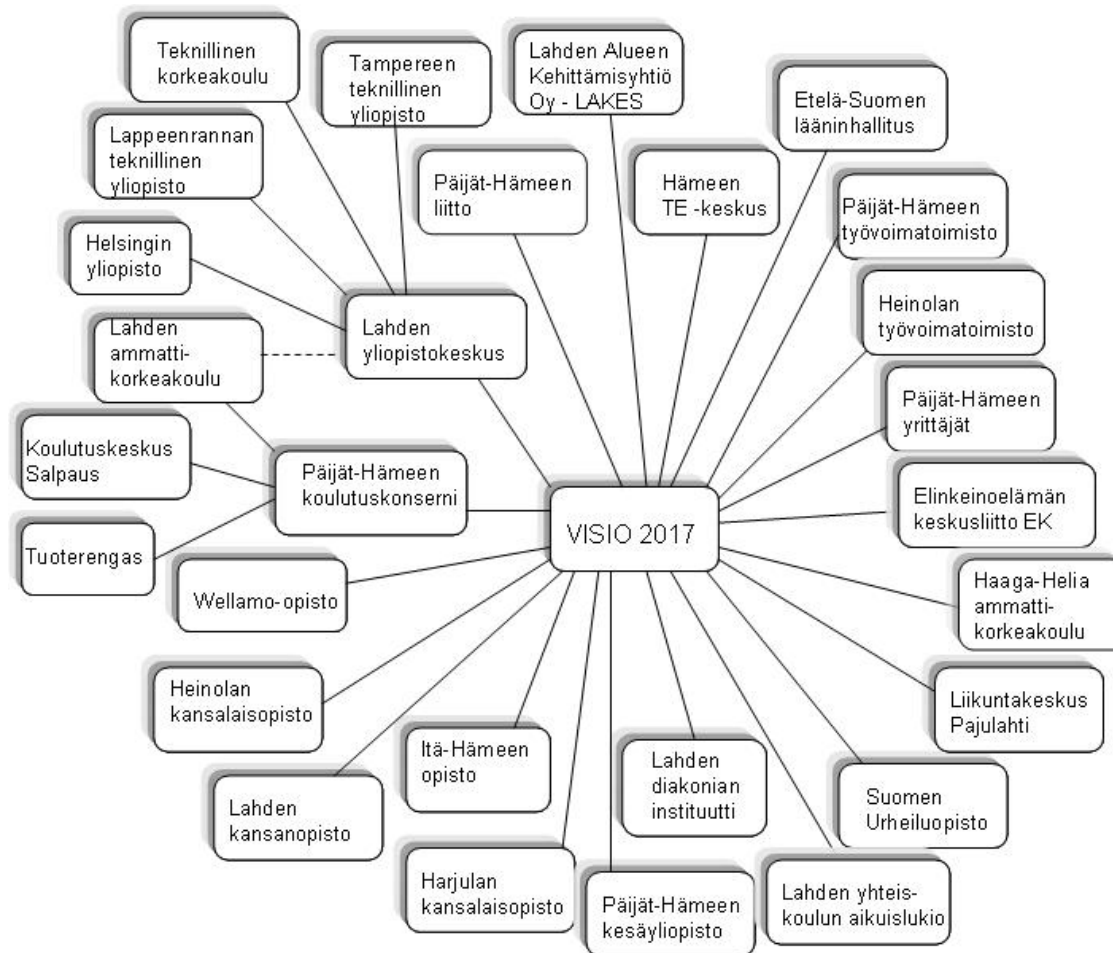 Teknillinen
korkeakoulu
Tampereen
teknillinen
yliopisto
Lahden Alueen
Kehittämisyhtiö
Oy - LAKES
Etelä-Suomen
lääninhallitus
Lappeenrannan
teknillinen
yliopisto
Päijät-Hämeen
liitto
Hämeen
TE -keskus
Päijät-Hämeen
työvoimatoimisto
Helsingin
yliopisto
Heinolan
työvoimatoimisto
Lahden
ammatti-
korkeakoulu
Lahden
yliopistokeskus
Päijät-Hämeen
yrittäjät
Koulutuskeskus
Salpaus
Päijät-Hämeen
koulutuskonserni
Elinkeinoelämän
keskusliitto EK
VISIO 2017
Tuoterengas
Wellamo-opisto
Haaga-Helia
ammatti-
korkeakoulu
Heinolan
kansalaisopisto
Liikuntakeskus
Pajulahti
Itä-Hämeen
opisto
Lahden
diakonian
instituutti
Suomen
Urheiluopisto
Lahden
kansanopisto
Harjulan
kansalaisopisto
Päijät-Hämeen
kesäyliopisto
Lahden yhteis-
koulun aikuislukio